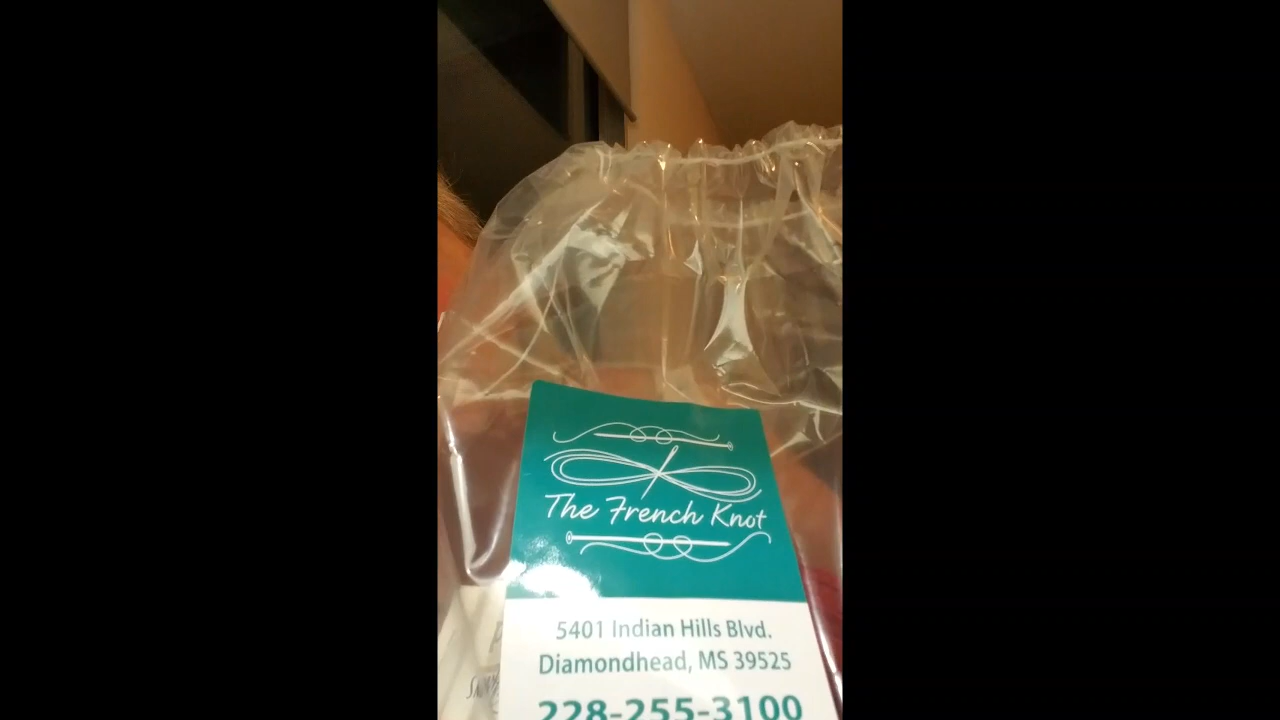 The French Knot
5401 Indian Hills Blvd.
Diamondhead, MS 39525
228-255-3100